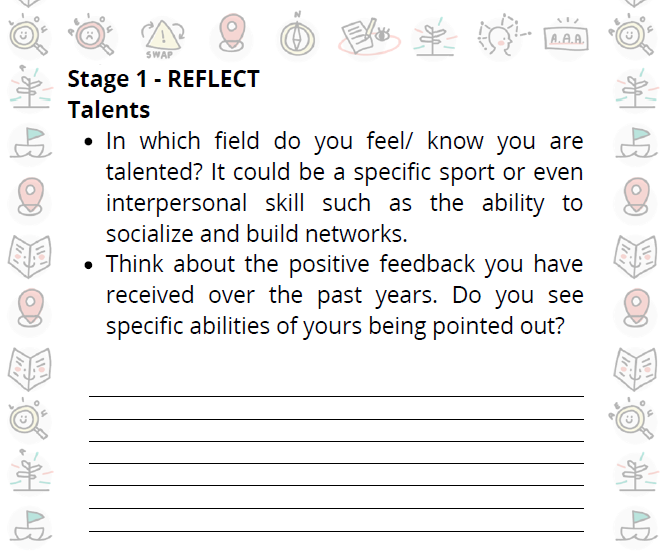 N
SWAP
A.A.A.
Stage 1 - REFLECT
Talents
• In which field do you feel/ know you are
talented? It could be a specific sport or even
interpersonal skill such as the ability to
socialize and build networks.
• Think about the positive feedback you have
received over the past years. Do you see
specific abilities of yours being pointed out?